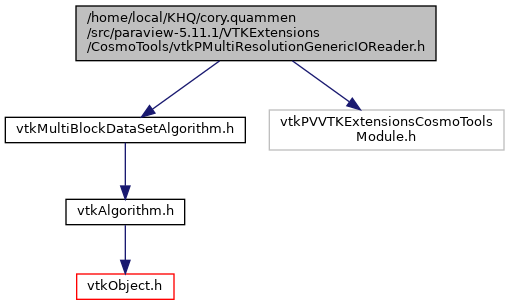 /home/local/KHQ/cory.quammen
/src/paraview-5.11.1/VTKExtensions
/CosmoTools/vtkPMultiResolutionGenericIOReader.h
vtkMultiBlockDataSetAlgorithm.h
vtkPVVTKExtensionsCosmoTools
Module.h
vtkAlgorithm.h
vtkObject.h